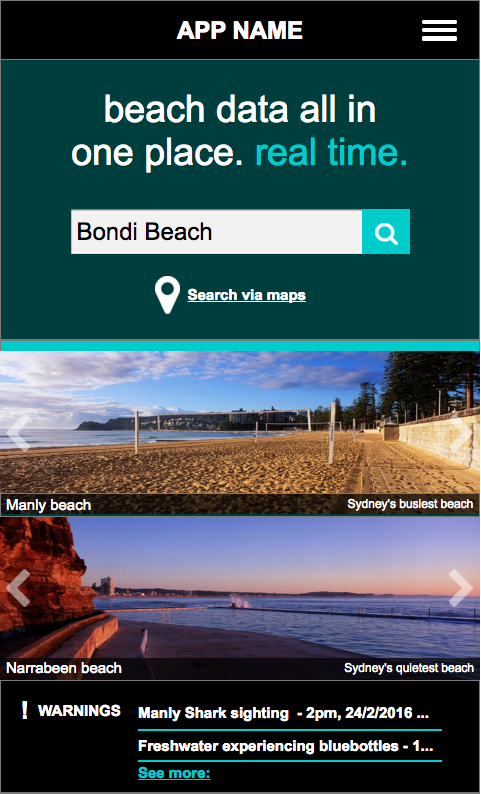 APP NAME
beach data all in
one place. real time.
Bondi Beach
Search via maps
Manly beach
Sydney's busiest beach
Narrabeen beach
Sydney's quietest beach
! WARNINGS
Manly Shark sighting  - 2pm, 24/2/2016 ...
Freshwater experiencing bluebottles - 1...
See more: